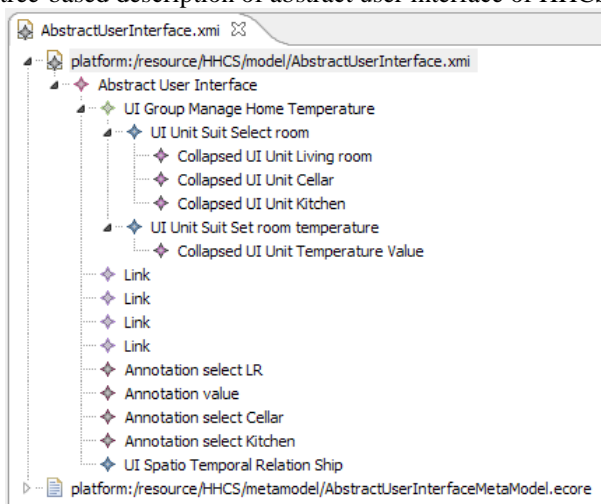 tree-based description of abstract user interface of HHCS
AbstractUserInterface.xmi
platform:/resource/HHCS/model/AbstractUserInterface.xmi
Abstract User Interface
UI Group Manage Home Temperature
UI Unit Suit Select room
Collapsed UI Unit Living room
Collapsed UI Unit Cellar
Collapsed UI Unit Kitchen
UI Unit Suit Set room temperature
Collapsed UI Unit Temperature Value
Link
Link
Link
Link
Annotation select LR
Annotation value
Annotation select Cellar
Annotation select Kitchen
UI Spatio Temporal Relation Ship
platform:/resource/HHCS/metamodel/AbstractUserInterfaceMetaModel.ecore